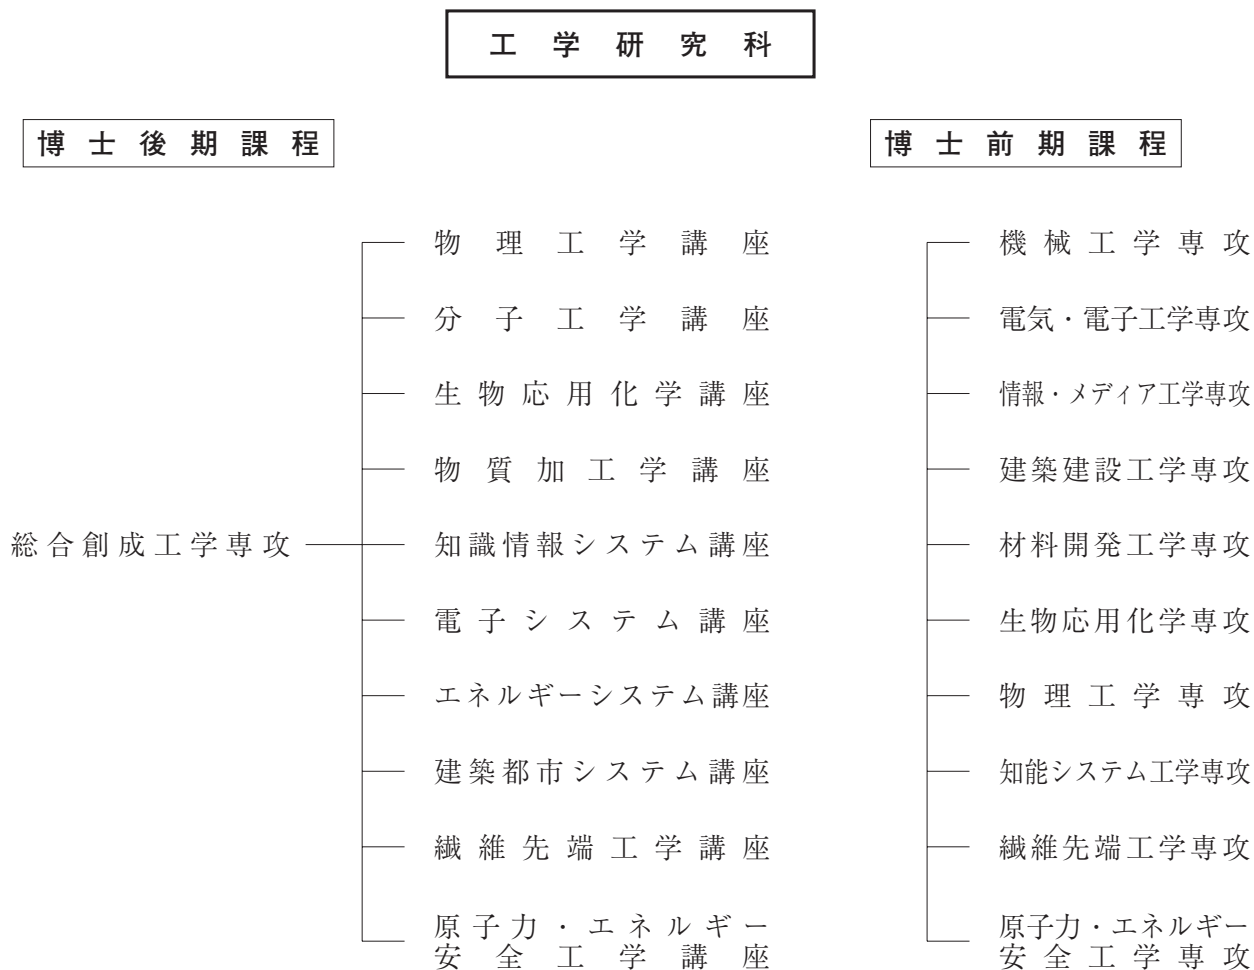 工学研究科
博士後期課程
博士前期課程
総合創成工学専攻
物理工学講座
分子工学講座
生物応用化学講座
物質加工学講座
知識情報システム講座
電子システム講座
エネルギーシステム講座
建築都市システム講座
繊維先端工学講座
原子力・エネルギー
安全工学講座
機械工学専攻
電気・電子工学専攻
情報・メディア工学専攻
建築建設工学専攻
材料開発工学専攻
生物応用化学専攻
物理工学専攻
知能システム工学専攻
繊維先端工学専攻
原子力・エネルギー
安全工学専攻